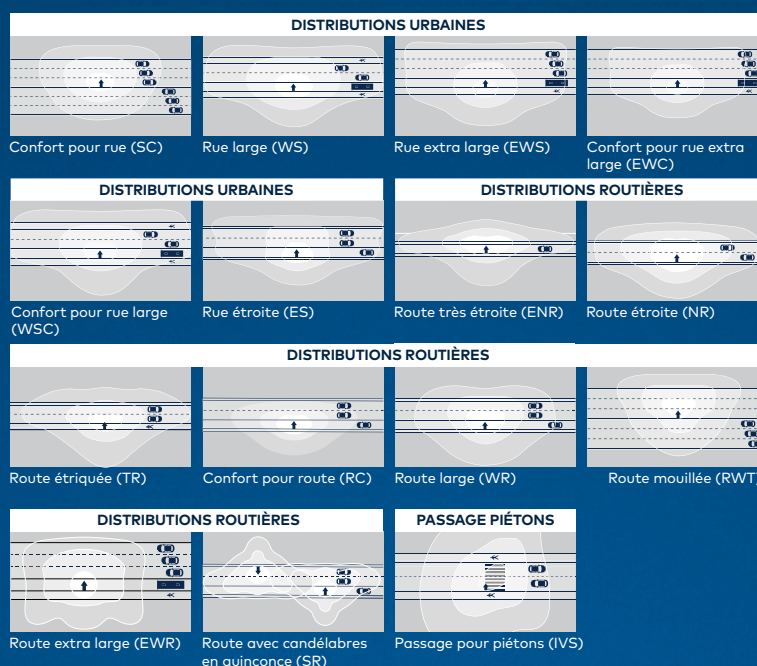 DISTRIBUTIONS URBAINES
Confort pour rue (SC)
Rue large (WS)
Rue extra large (EWS)
Confort pour rue extra
large (EWC)
DISTRIBUTIONS URBAINES
DISTRIBUTIONS ROUTIÈRES
Confort pour rue large
(WSC)
Rue étroite (ES)
Route très étroite (ENR)
Route étroite (NR)
DISTRIBUTIONS ROUTIÈRES
Route étriquée (TR)
Confort pour route (RC)
Route large (WR)
Route mouillée (RWT)
DISTRIBUTIONS ROUTIÈRES
PASSAGE PIÉTONS
Route extra large (EWR)
Route avec candélabres
en quinconce (SR)
Passage pour piétons (IVS)